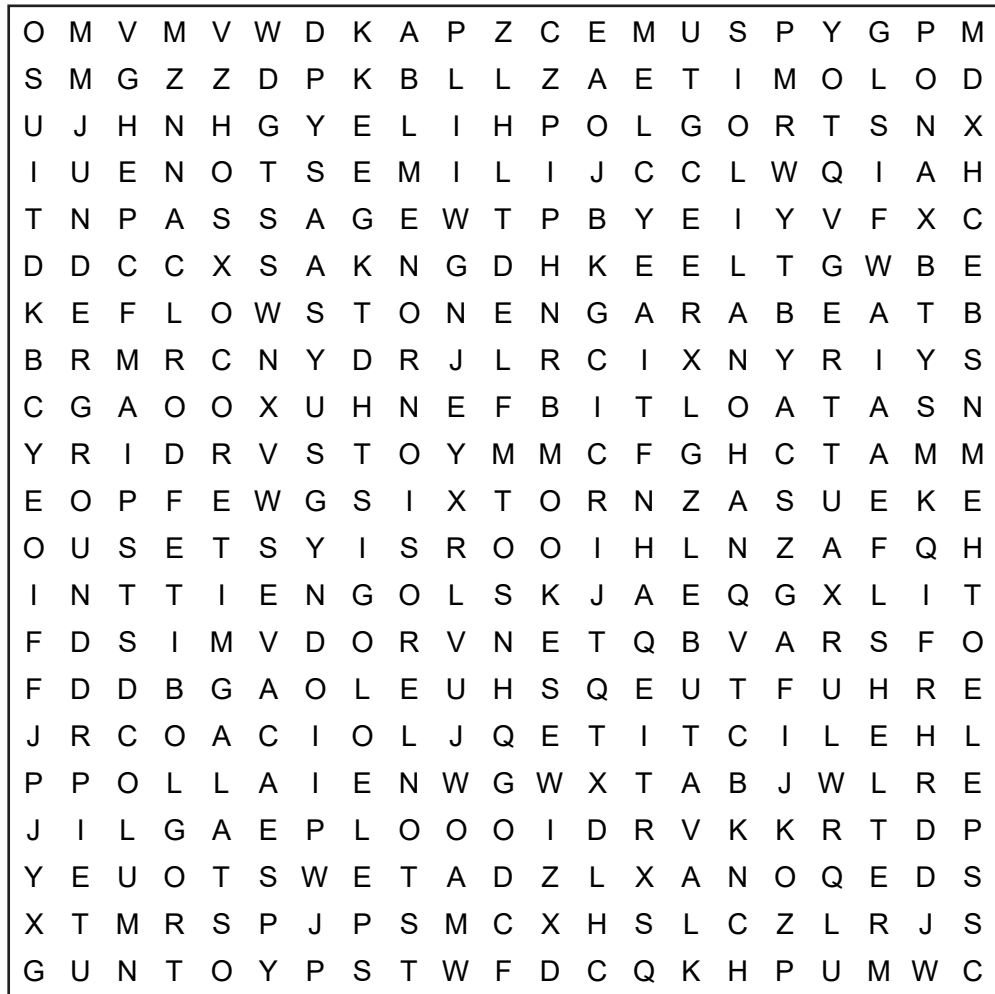 O M V M V W D K A P Z C E M U S P Y G P M
S M G Z Z D P K B L L Z A E T I M O L O D
U J H N H G Y E L I H P O L G O R T S N X
I U E N O T S E M I L I J C C L W Q I A H
T N P A S S A G E W T P B Y E I Y V F X C
D D C C X S A K N G D H K E E L T G W B E
K E F L O W S T O N E N G A R A B E A T B
B R M R C N Y D R J L R C I X N Y R I Y S
C G A O O X U H N E F B I T L O A T A S N
Y R I D R V S T O Y M M C F G H C T A M M
E O P F E W G S I X T O R N Z A S U E K E
O U S E T S Y I S R O O I H L N Z A F Q H
I N T T I E N G O L S K J A E Q G X L I T
F D S I M V D O R V N E T Q B V A R S F O
F D D B G A O L E U H S Q E U T F U H R E
J R C O A C I O L J Q E T I T C I L E H L
P P O L L A I E N W G W X T A B J W L R E
J I L G A E P L O O O I D R V K K R T D P
Y E U O T S W E T A D Z L X A N O Q E D S
X T M R S P J P S M C X H S L C Z L R J S
G U N T O Y P S T W F D C Q K H P U M W C